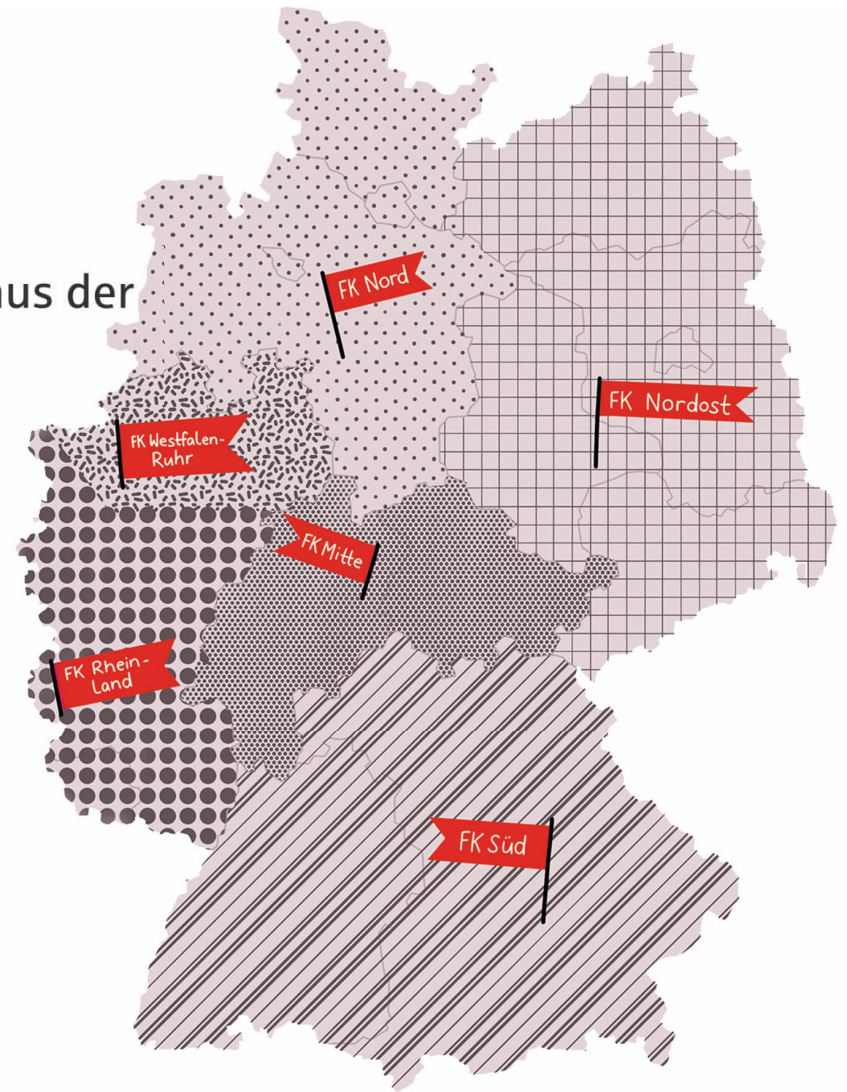 aus der
FK Nord
FK Nordost
FK Westfalen-
Ruhr
FK Mitte
FK Rhein-
Land
FK Süd